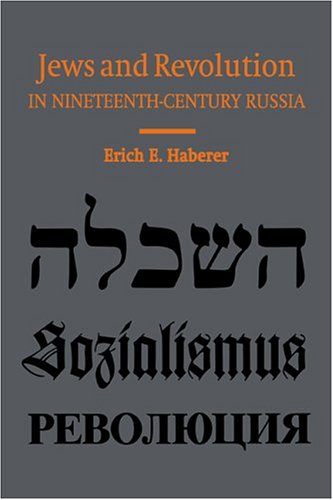 Jews and Revolution
IN NINETEENTH-CENTURY RUSSIA
Erich E. Haberer
השכלה
Sozialismus
РЕВОЛЮЦИЯ